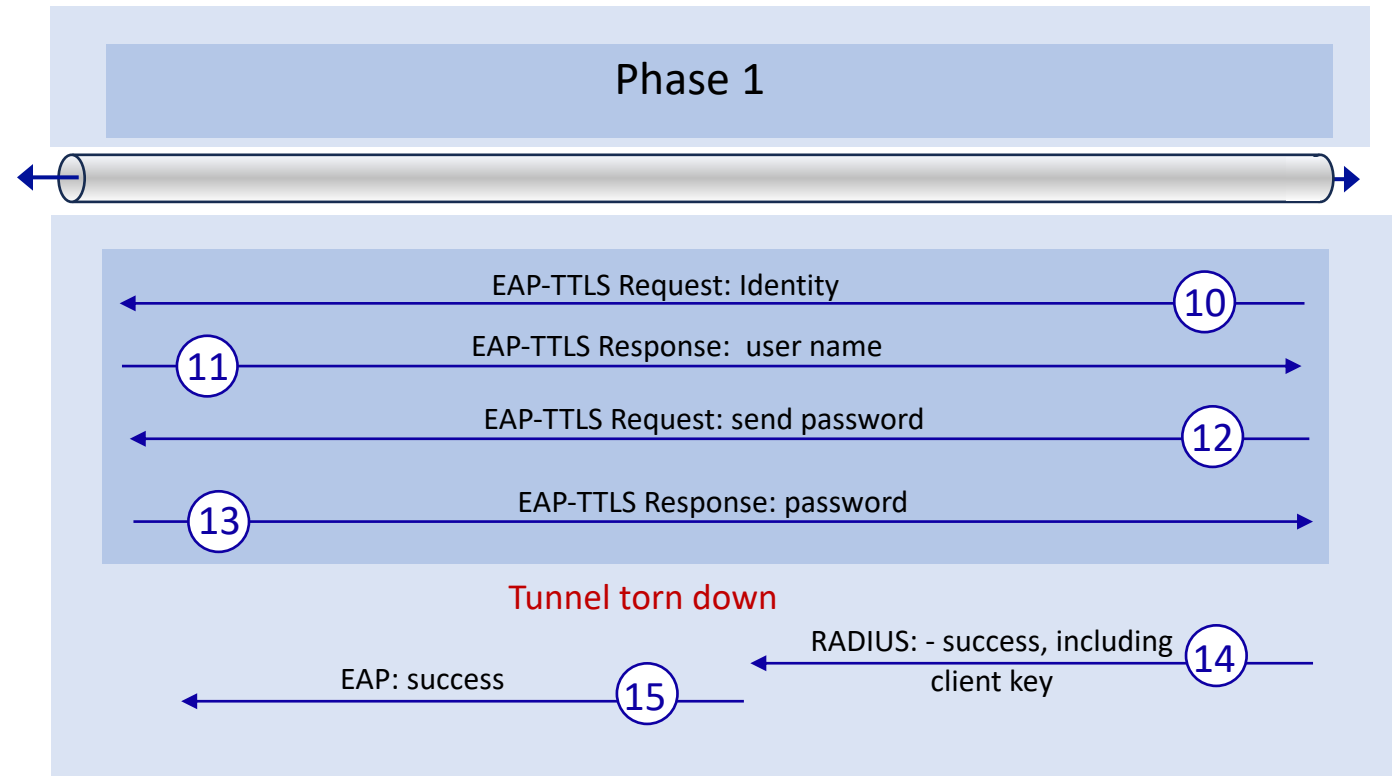 Phase 1
EAP-TTLS Request: Identity
10
EAP-TTLS Response:  user name
11
EAP-TTLS Request: send password
12
EAP-TTLS Response: password
13
Tunnel torn down
RADIUS: - success, including
client key
14
EAP: success
15